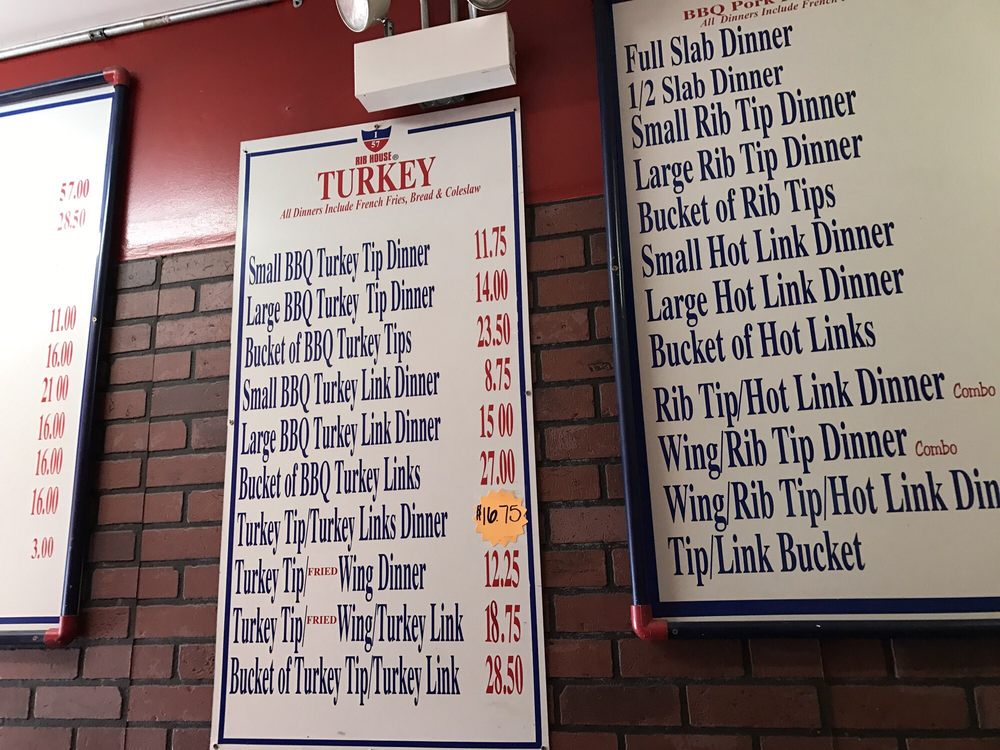 57.00
28.50
11.00
16.00
21 00
16.00
16.00
16.00
3.00
I
57
RIB HOUSE®
TURKEY
All Dinners Include French Fries, Bread & Coleslaw
Small BBQ Turkey Tip Dinner 11.75
Large BBQ Turkey Tip Dinner 14.00
Bucket of BBQ Turkey Tips 23.50
Small BBQ Turkey Link Dinner 8.75
Large BBQ Turkey Link Dinner 15 00
Bucket of BBQ Turkey Links 27.00
Turkey Tip/Turkey Links Dinner 16.75
Turkey Tip/FRIED Wing Dinner 12.25
Turkey Tip/FRIED Wing/Turkey Link 18.75
Bucket of Turkey Tip/Turkey Link 28.50
BBQ Pork
All Dinners Include French
Full Slab Dinner
1/2 Slab Dinner
Small Rib Tip Dinner
Large Rib Tip Dinner
Bucket of Rib Tips
Small Hot Link Dinner
Large Hot Link Dinner
Bucket of Hot Links
Rib Tip/Hot Link Dinner Combo
Wing/Rib Tip Dinner Combo
Wing/Rib Tip/Hot Link Din
Tip/Link Bucket